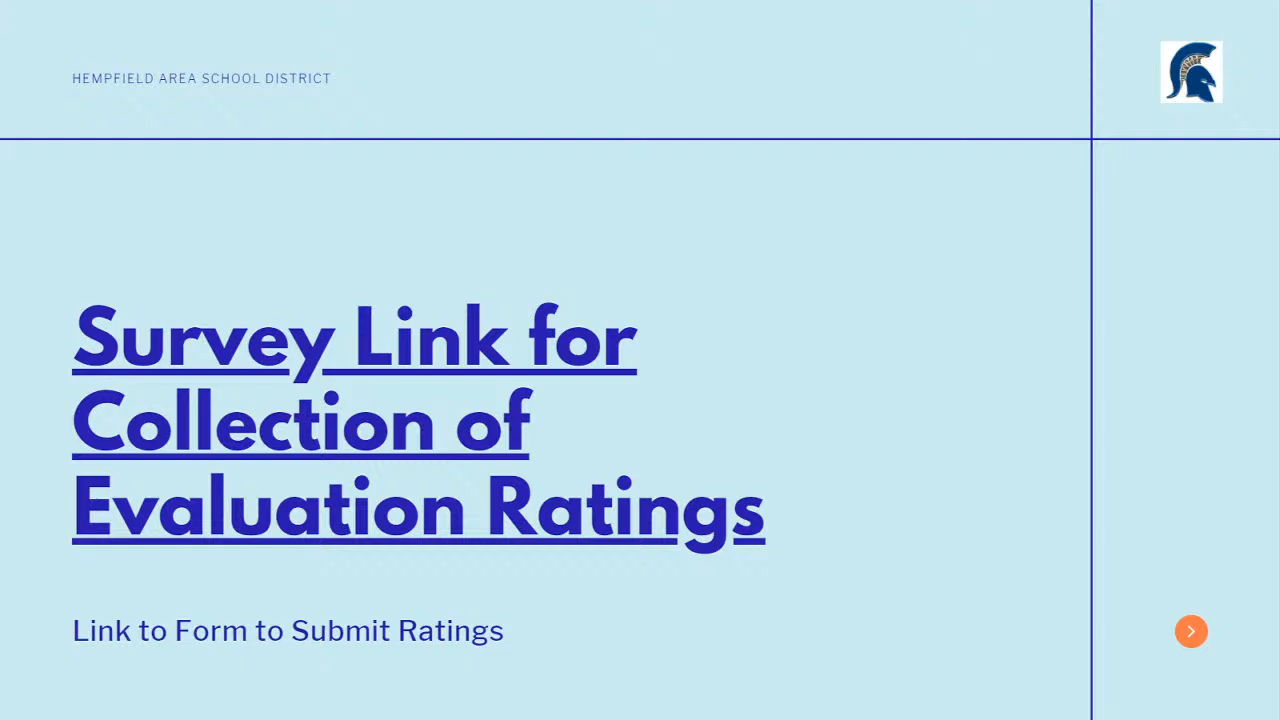 HEMPFIELD AREA SCHOOL DISTRICT
Survey Link for
Collection of
Evaluation Ratings
Link to Form to Submit Ratings